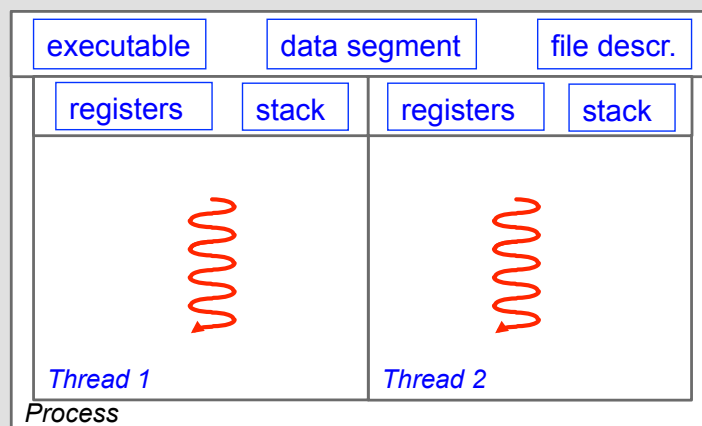 executable data segment file descr.
registers stack registers stack
Thread 1 Thread 2
Process